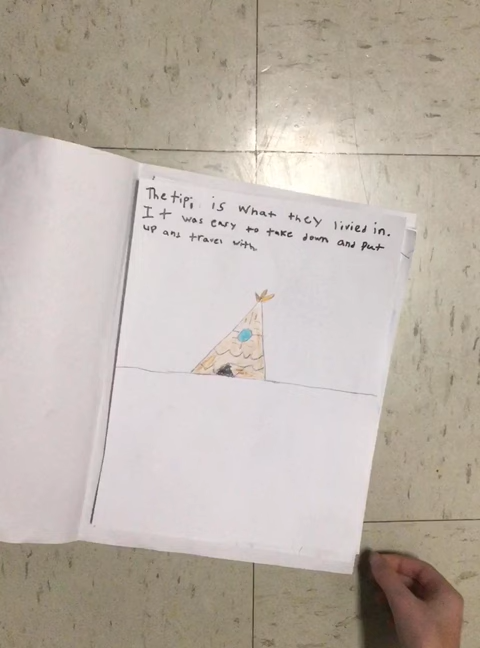 The tipi is what they livied in.
It was easy to take down and put
up ans travel with.